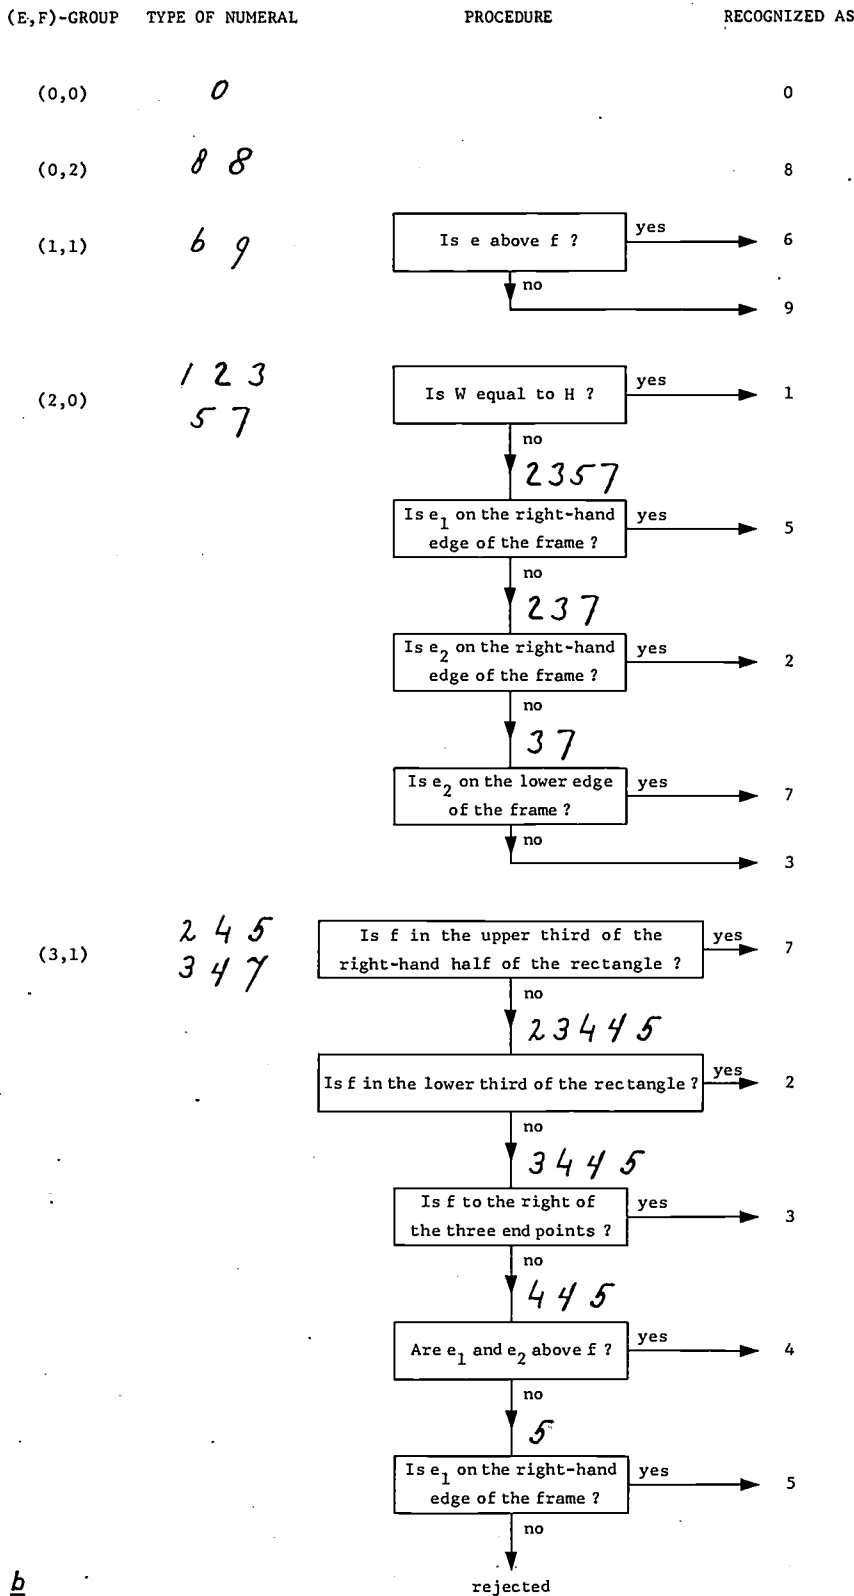 (E,F)-GROUP TYPE OF NUMERAL PROCEDURE RECOGNIZED AS
(0,0) 0 0
(0,2) 8 8 8
(1,1) 6 9 Is e above f ? yes 6
no
9
1 2 3
(2,0) Is W equal to H ? yes 1
5 7
no
2 3 5 7
Is e1 on the right-hand yes 5
edge of the frame ?
no
2 3 7
Is e2 on the right-hand yes 2
edge of the frame ?
no
3 7
Is e2 on the lower edge yes 7
of the frame ?
no
3
2 4 5 Is f in the upper third of the yes 7
(3,1) 3 4 7 right-hand half of the rectangle ?
no
2 3 4 4 5
Is f in the lower third of the rectangle ? yes 2
no
3 4 4 5
Is f to the right of yes 3
the three end points ?
no
4 4 5
Are e1 and e2 above f ? yes 4
no
5
Is e1 on the right-hand yes 5
edge of the frame ?
no
b rejected